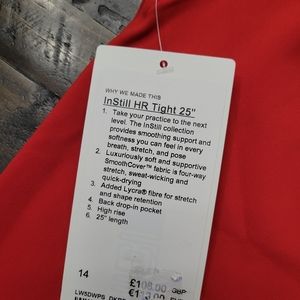 WHY WE MADE THIS
InStill HR Tight 25"
1. Take your practice to the next
level. The InStill collection
provides smoothing support and
softness you can feel in every
breath, stretch, and pose
2. Luxuriously soft and supportive
SmoothCover™ fabric is four-way
stretch, sweat-wicking and
quick-drying
3. Added Lycra® fibre for stretch
and shape retention
4. Back drop-in pocket
5. High rise
6. 25" length
14
£108.00 GBP